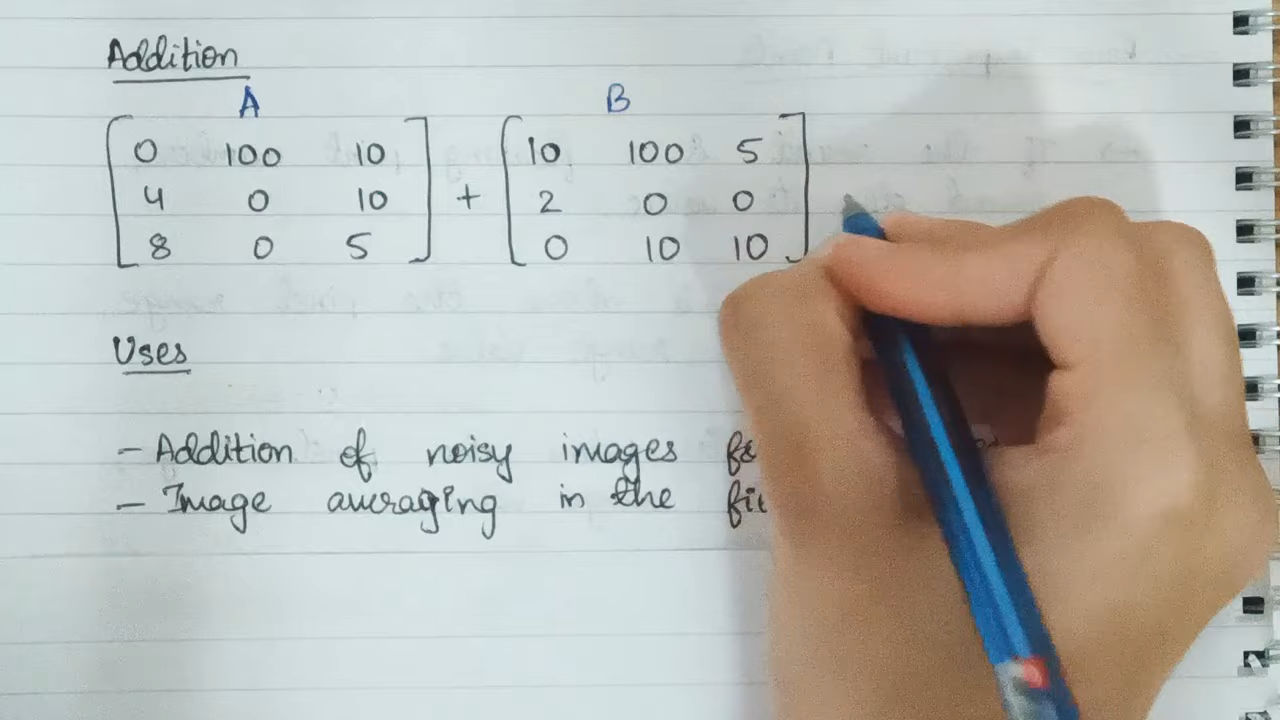 Addition
A B
0 100 10 10 100 5
4 0 10 + 2 0 0
8 0 5 0 10 10
Uses
- Addition of noisy images
- Image averaging in the